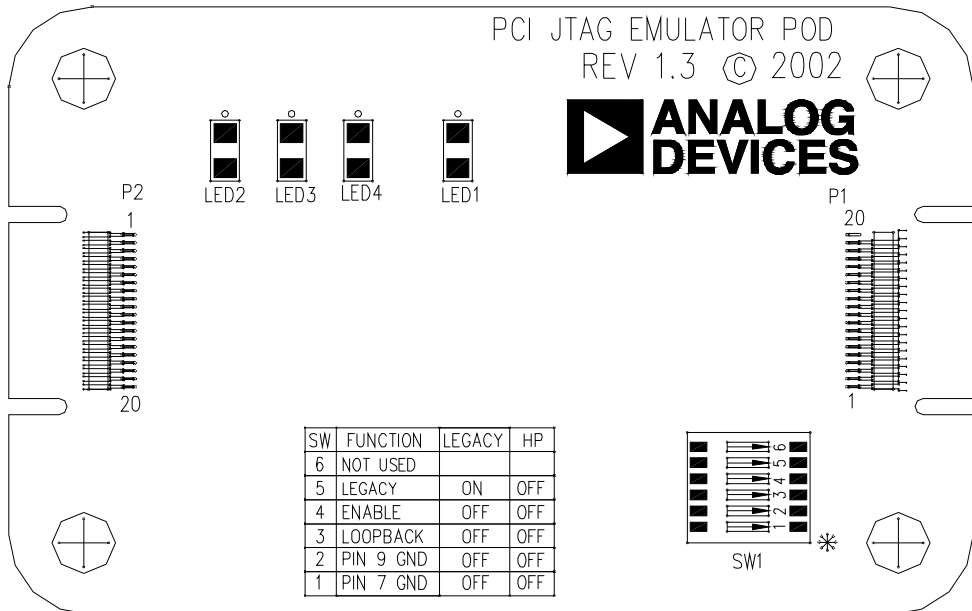 PCI JTAG EMULATOR POD
REV 1.3 © 2002
ANALOG
DEVICES
LED2 LED3 LED4 LED1
P2
1
20
P1
20
1
SW FUNCTION LEGACY HP
6 NOT USED
5 LEGACY ON OFF
4 ENABLE OFF OFF
3 LOOPBACK OFF OFF
2 PIN 9 GND OFF OFF
1 PIN 7 GND OFF OFF
1 2 3 4 5 6
SW1